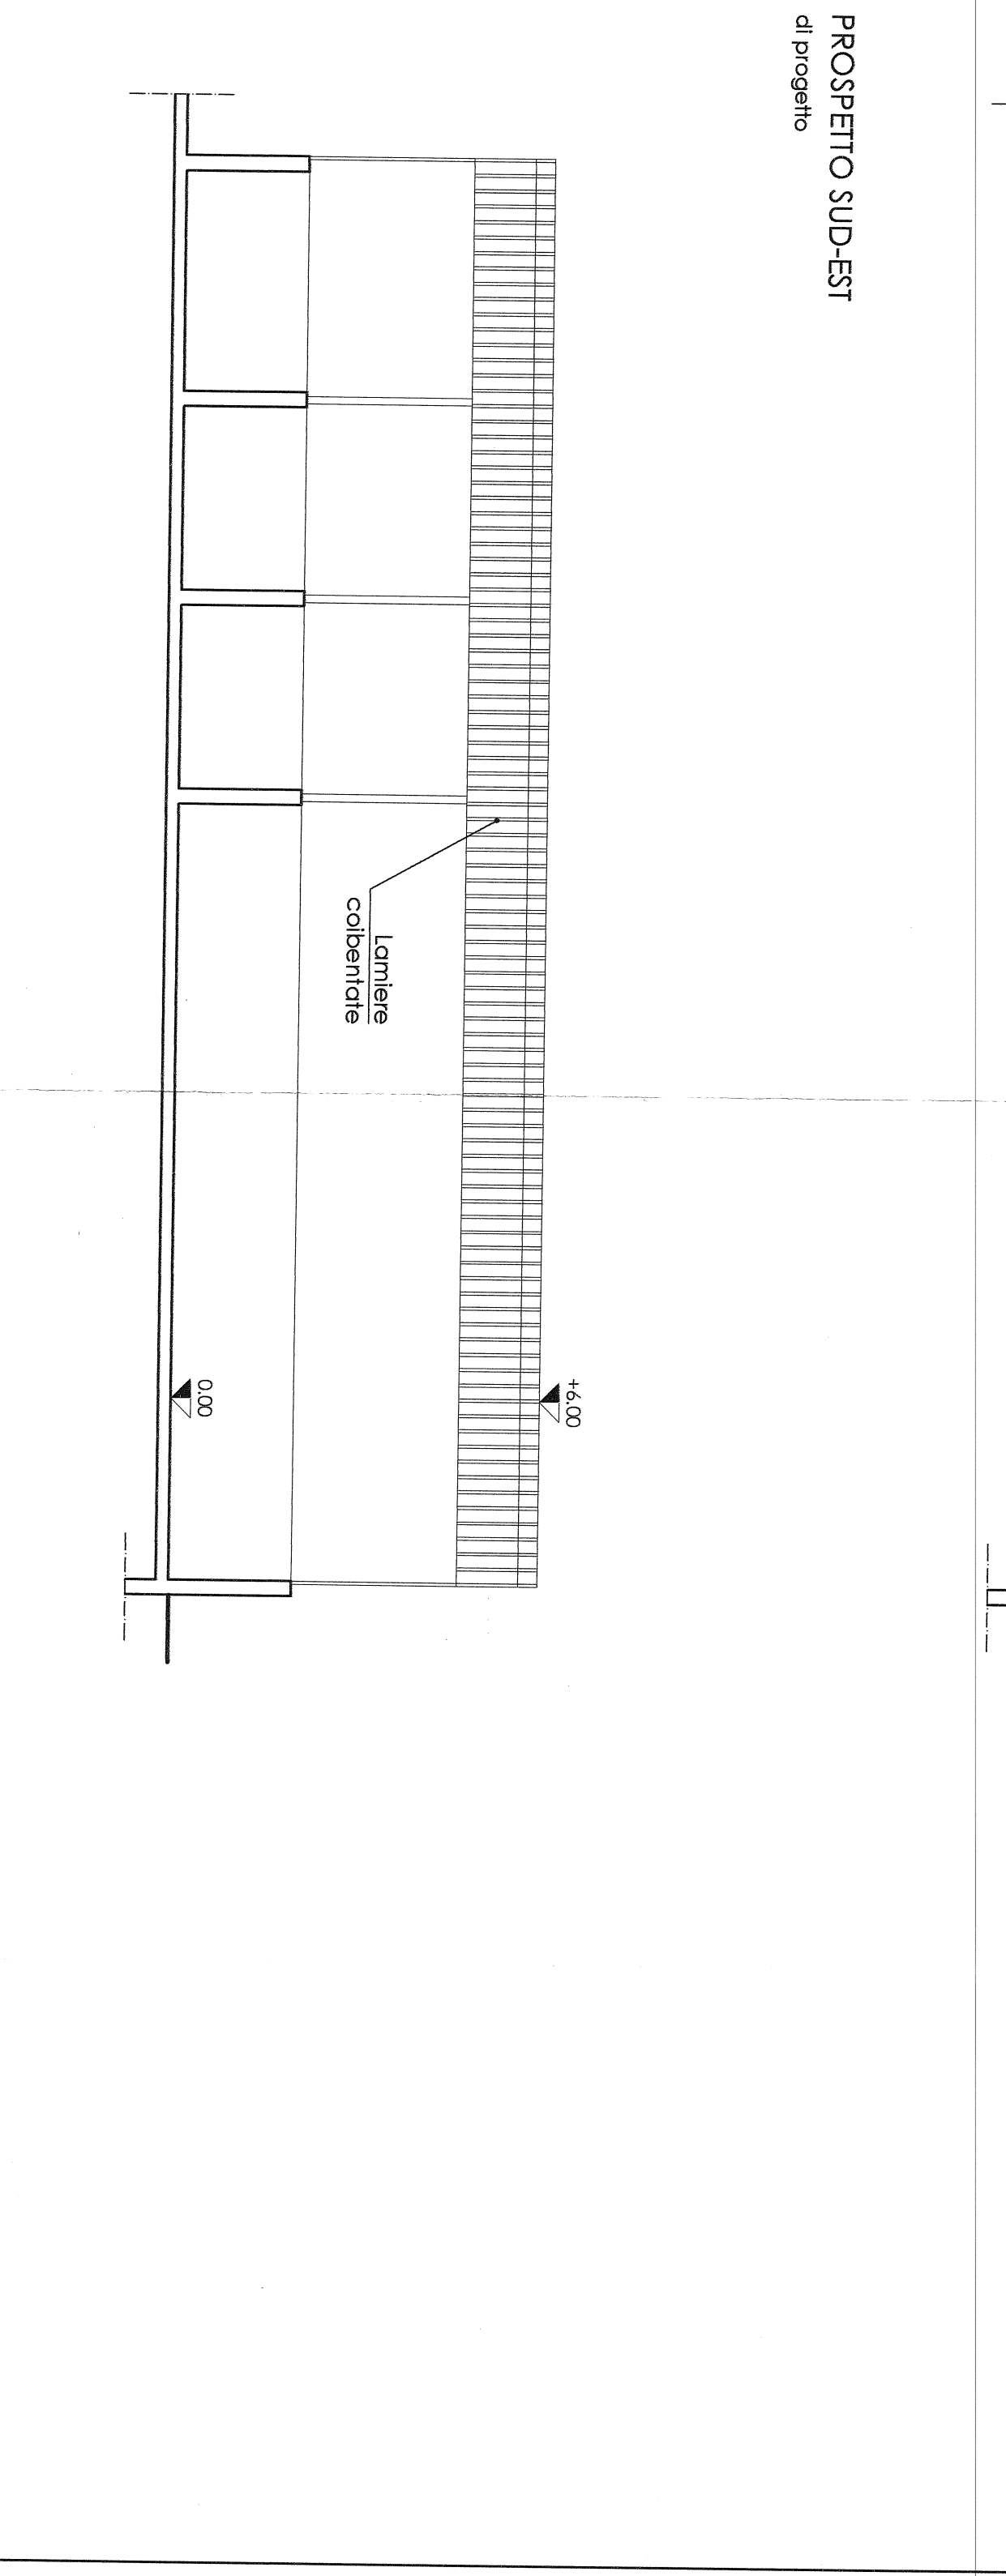 PROSPETTO SUD-EST
di progetto
+6.00
Lamiere
coibentate
0.00